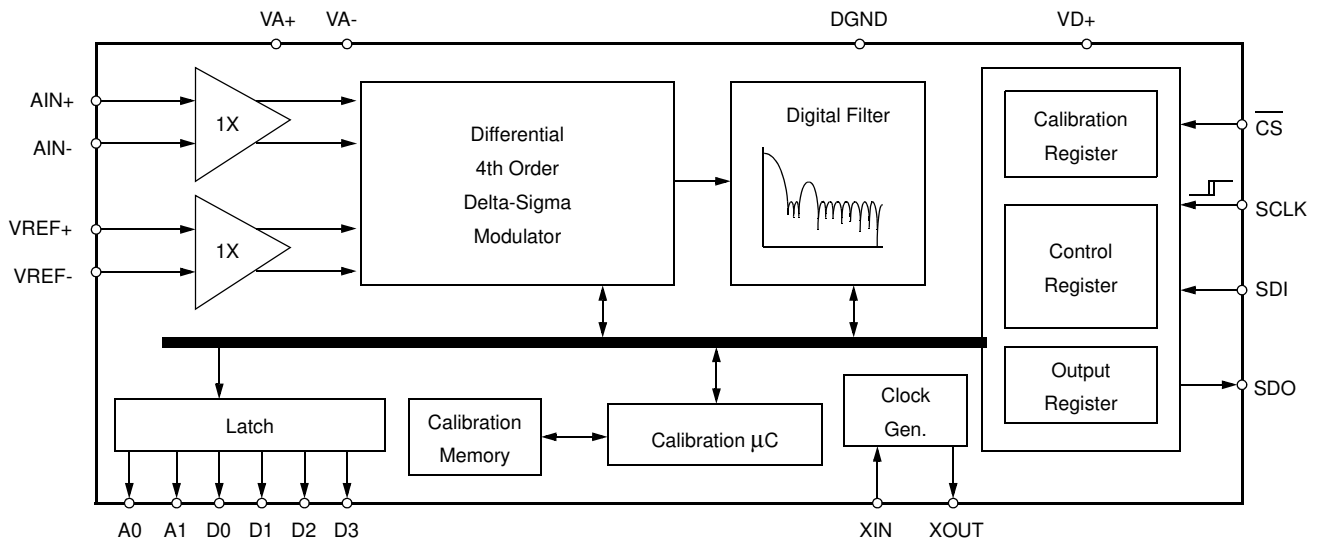 VA+ VA- DGND VD+
AIN+
AIN-
VREF+
VREF-
1X
1X
Differential
4th Order
Delta-Sigma
Modulator
Digital Filter
Calibration
Register
Control
Register
Output
Register
CS
SCLK
SDI
SDO
Latch
Calibration
Memory
Calibration µC
Clock
Gen.
A0 A1 D0 D1 D2 D3 XIN XOUT